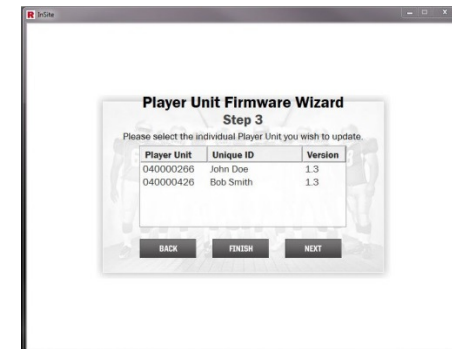 R InSite
Player Unit Firmware Wizard
Step 3
Please select the individual Player Unit you wish to update.
Player Unit Unique ID Version
040000266 John Doe 1.3
040000426 Bob Smith 1.3
BACK FINISH NEXT